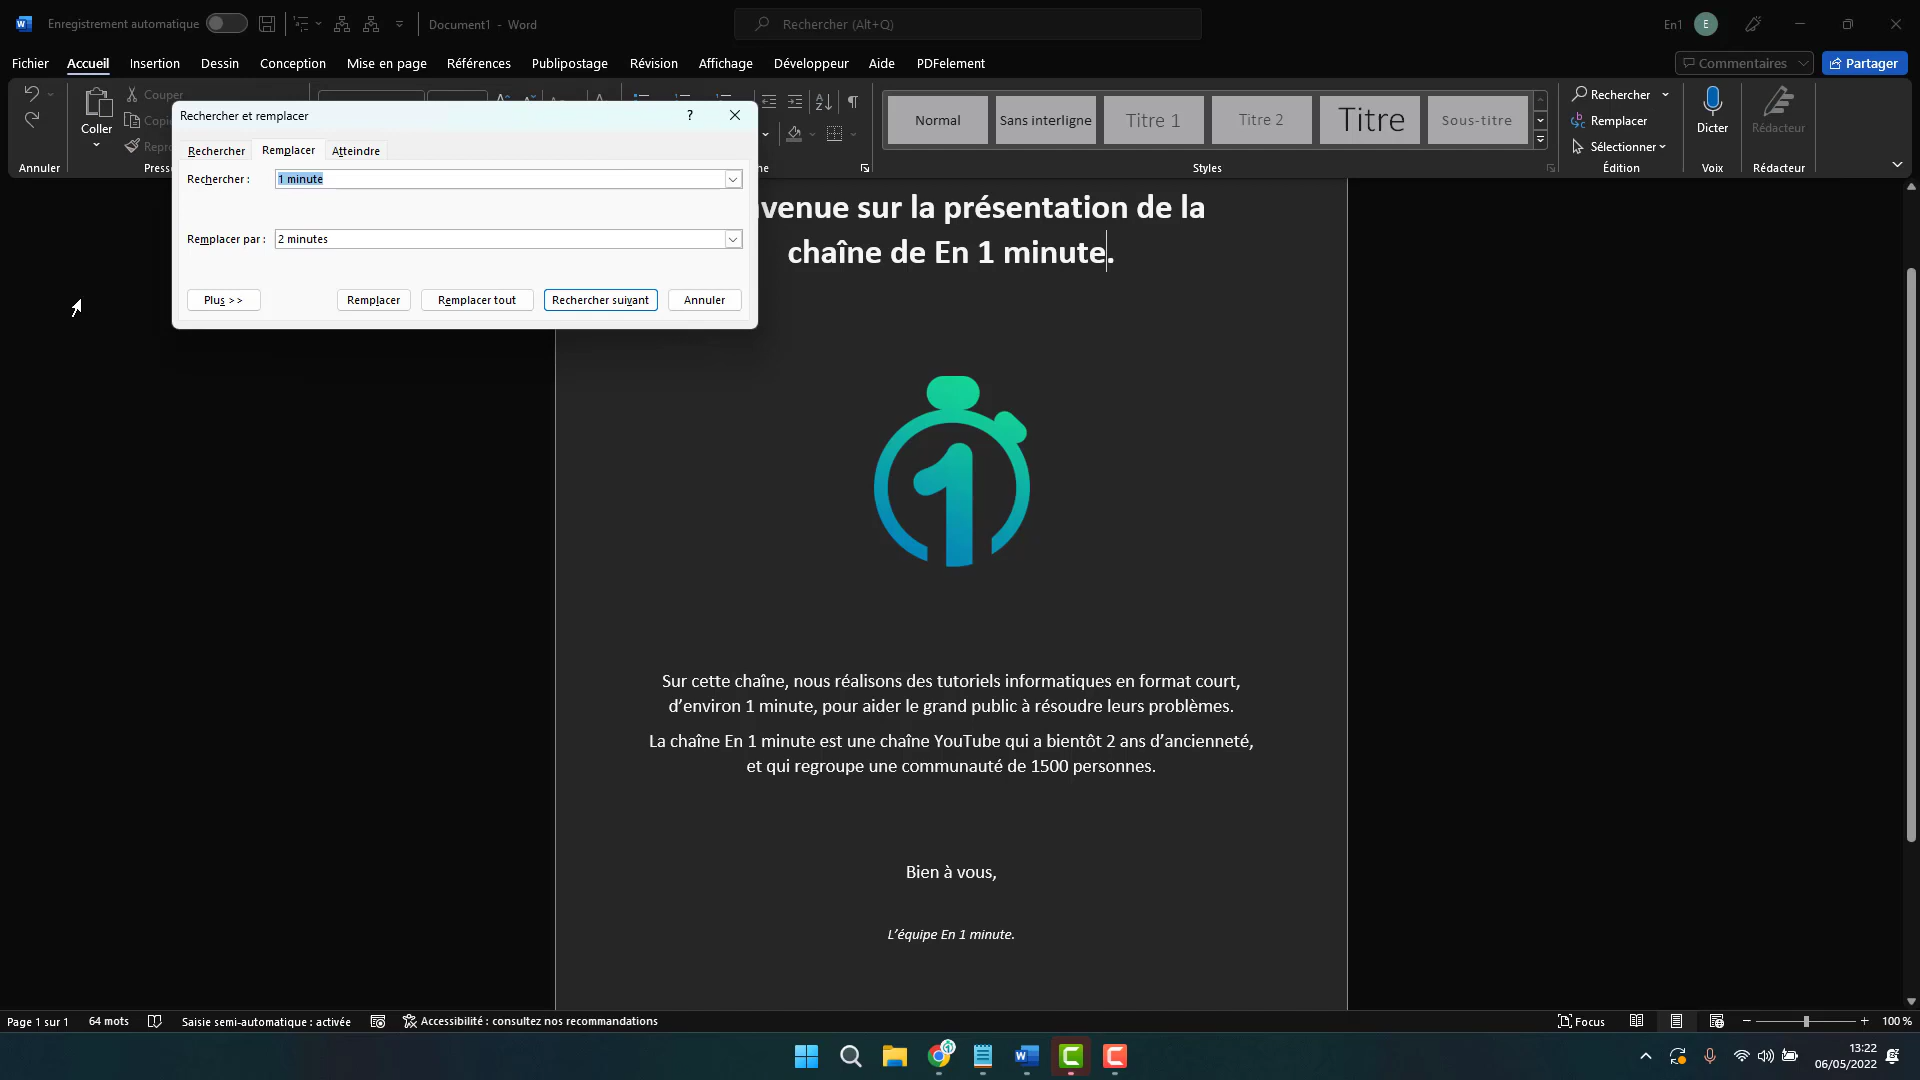 Enregistrement automatique
Document1 - Word
Rechercher (Alt+Q)
En1
E
Fichier
Accueil
Insertion
Dessin
Conception
Mise en page
Références
Publipostage
Révision
Affichage
Développeur
Aide
PDFelement
Commentaires
Partager
Coller
Couper
Copi
Repro
Annuler
Press
Normal
Sans interligne
Titre 1
Titre 2
Titre
Sous-titre
Styles
Rechercher
Remplacer
Sélectionner
Édition
Dicter
Voix
Rédacteur
Rédacteur
Rechercher et remplacer
?
Rechercher
Remplacer
Atteindre
Rechercher :
1 minute
Remplacer par :
2 minutes
Plus >>
Remplacer
Remplacer tout
Rechercher suivant
Annuler
venue sur la présentation de la
chaîne de En 1 minute.
1
Sur cette chaîne, nous réalisons des tutoriels informatiques en format court,
d’environ 1 minute, pour aider le grand public à résoudre leurs problèmes.
La chaîne En 1 minute est une chaîne YouTube qui a bientôt 2 ans d’ancienneté,
et qui regroupe une communauté de 1500 personnes.
Bien à vous,
L’équipe En 1 minute.
Page 1 sur 1
64 mots
Saisie semi-automatique : activée
Accessibilité : consultez nos recommandations
Focus
100 %
13:22
06/05/2022